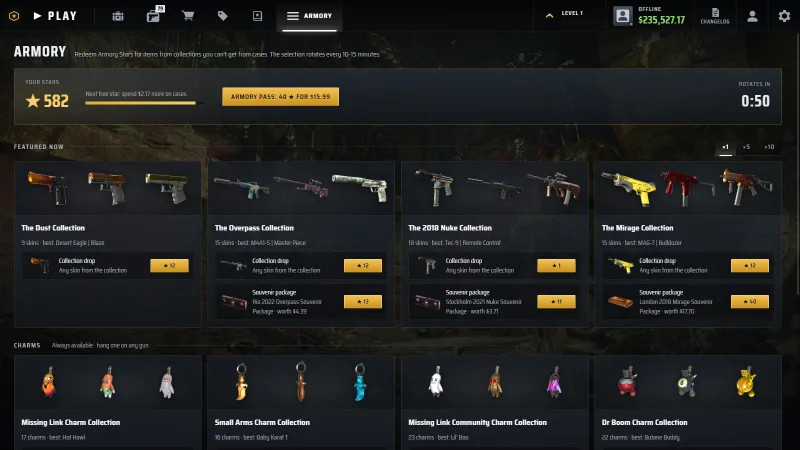 PLAY
79
ARMORY
LEVEL 1
OFFLINE
$235,527.17
CHANGELOG
ARMORY
Redeem Armory Stars for items from collections you can't get from cases. The selection rotates every 10-15 minutes.
YOUR STARS
★ 582
Next free star: spend $2.17 more on cases
ARMORY PASS: 40 ★ FOR $15.99
ROTATES IN
0:50
FEATURED NOW
×1
×5
×10
The Dust Collection
9 skins · best: Desert Eagle | Blaze
Collection drop
Any skin from the collection
★ 12
The Overpass Collection
15 skins · best: M4A1-S | Master Piece
Collection drop
Any skin from the collection
★ 12
Souvenir package
Rio 2022 Overpass Souvenir
Package · worth $4.39
★ 13
The 2018 Nuke Collection
18 skins · best: Tec-9 | Remote Control
Collection drop
Any skin from the collection
★ 1
Souvenir package
Stockholm 2021 Nuke Souvenir
Package · worth $3.71
★ 11
The Mirage Collection
15 skins · best: MAG-7 | Bulldozer
Collection drop
Any skin from the collection
★ 12
Souvenir package
London 2018 Mirage Souvenir
Package · worth $17.70
★ 40
CHARMS
Always available · hang one on any gun
Missing Link Charm Collection
17 charms · best: Hot Howl
Small Arms Charm Collection
16 charms · best: Baby Karat T
Missing Link Community Charm Collection
23 charms · best: Lil' Boo
Dr Boom Charm Collection
22 charms · best: Butane Buddy